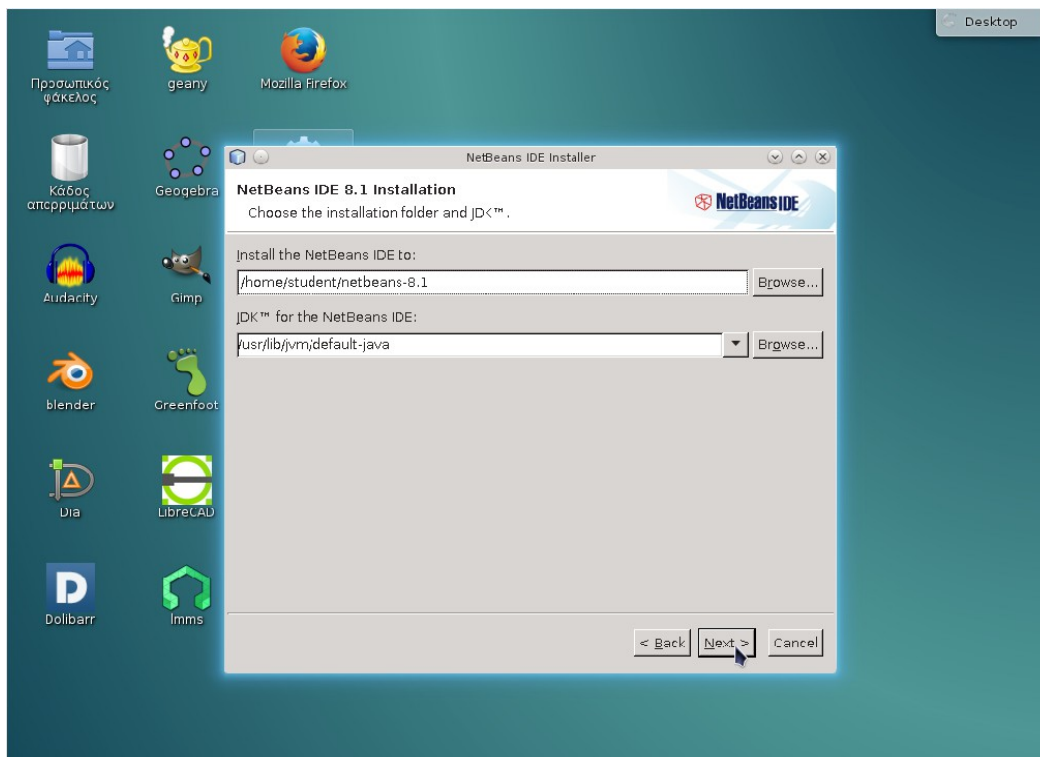 Desktop
Προσωπικός
φάκελος
geany
Mozilla Firefox
Κάδος
απορριμάτων
Geogebra
Audacity
Gimp
blender
Greenfoot
Dia
LibreCAD
D
Dolibarr
lmms
NetBeans IDE Installer
NetBeans IDE 8.1 Installation
Choose the installation folder and JDK™.
NetBeans IDE
Install the NetBeans IDE to:
/home/student/netbeans-8.1
Browse...
JDK™ for the NetBeans IDE:
/usr/lib/jvm/default-java
Browse...
< Back
Next >
Cancel